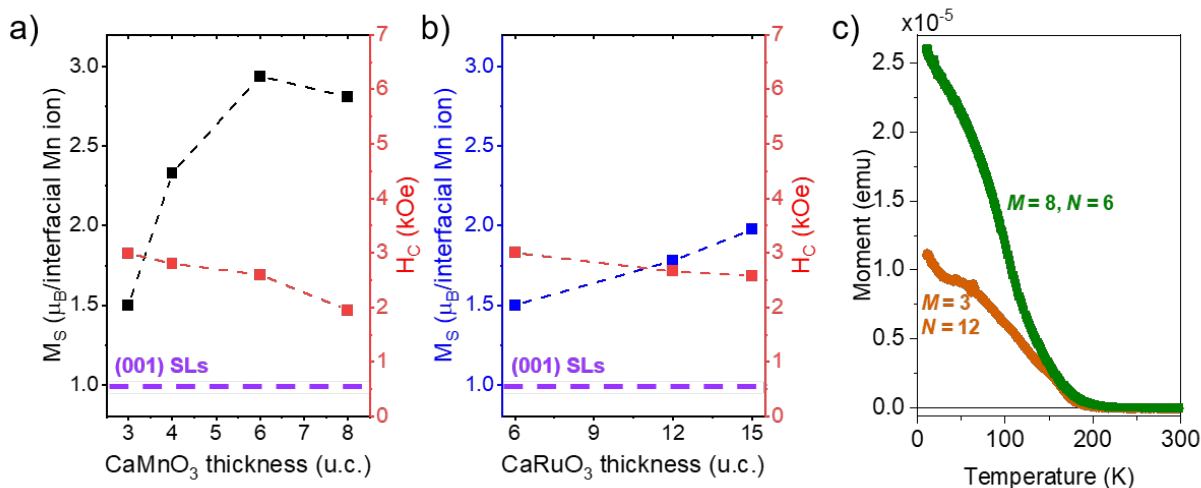 a)
3.0
2.5
2.0
1.5
1.0
M_S (μ_B/interfacial Mn ion)
(001) SLs
7
6
5
4
3
2
1
0
H_C (kOe)
3 4 5 6 7 8
CaMnO₃ thickness (u.c.)
b)
3.0
2.5
2.0
1.5
1.0
M_S (μ_B/interfacial Mn ion)
(001) SLs
7
6
5
4
3
2
1
0
H_C (kOe)
6 9 12 15
CaRuO₃ thickness (u.c.)
c)
x10⁻⁵
2.5
2.0
1.5
1.0
0.5
0.0
Moment (emu)
M = 8, N = 6
M = 3
N = 12
0 100 200 300
Temperature (K)